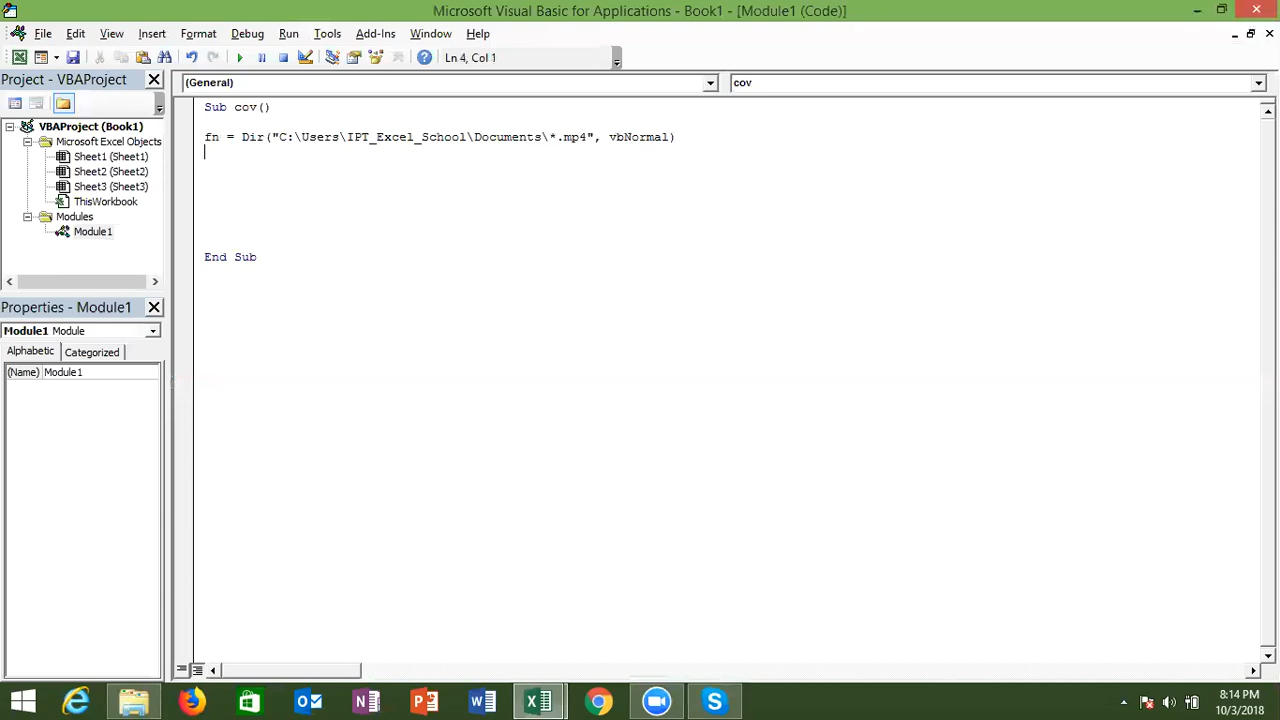 Microsoft Visual Basic for Applications - Book1 - [Module1 (Code)]
File Edit View Insert Format Debug Run Tools Add-Ins Window Help
Ln 4, Col 1
Project - VBAProject
(General)
cov
VBAProject (Book1)
Microsoft Excel Objects
Sheet1 (Sheet1)
Sheet2 (Sheet2)
Sheet3 (Sheet3)
ThisWorkbook
Modules
Module1
Sub cov()
fn = Dir("C:\Users\IPT_Excel_School\Documents\*.mp4", vbNormal)
End Sub
Properties - Module1
Module1 Module
Alphabetic Categorized
(Name) Module1
8:14 PM
10/3/2018